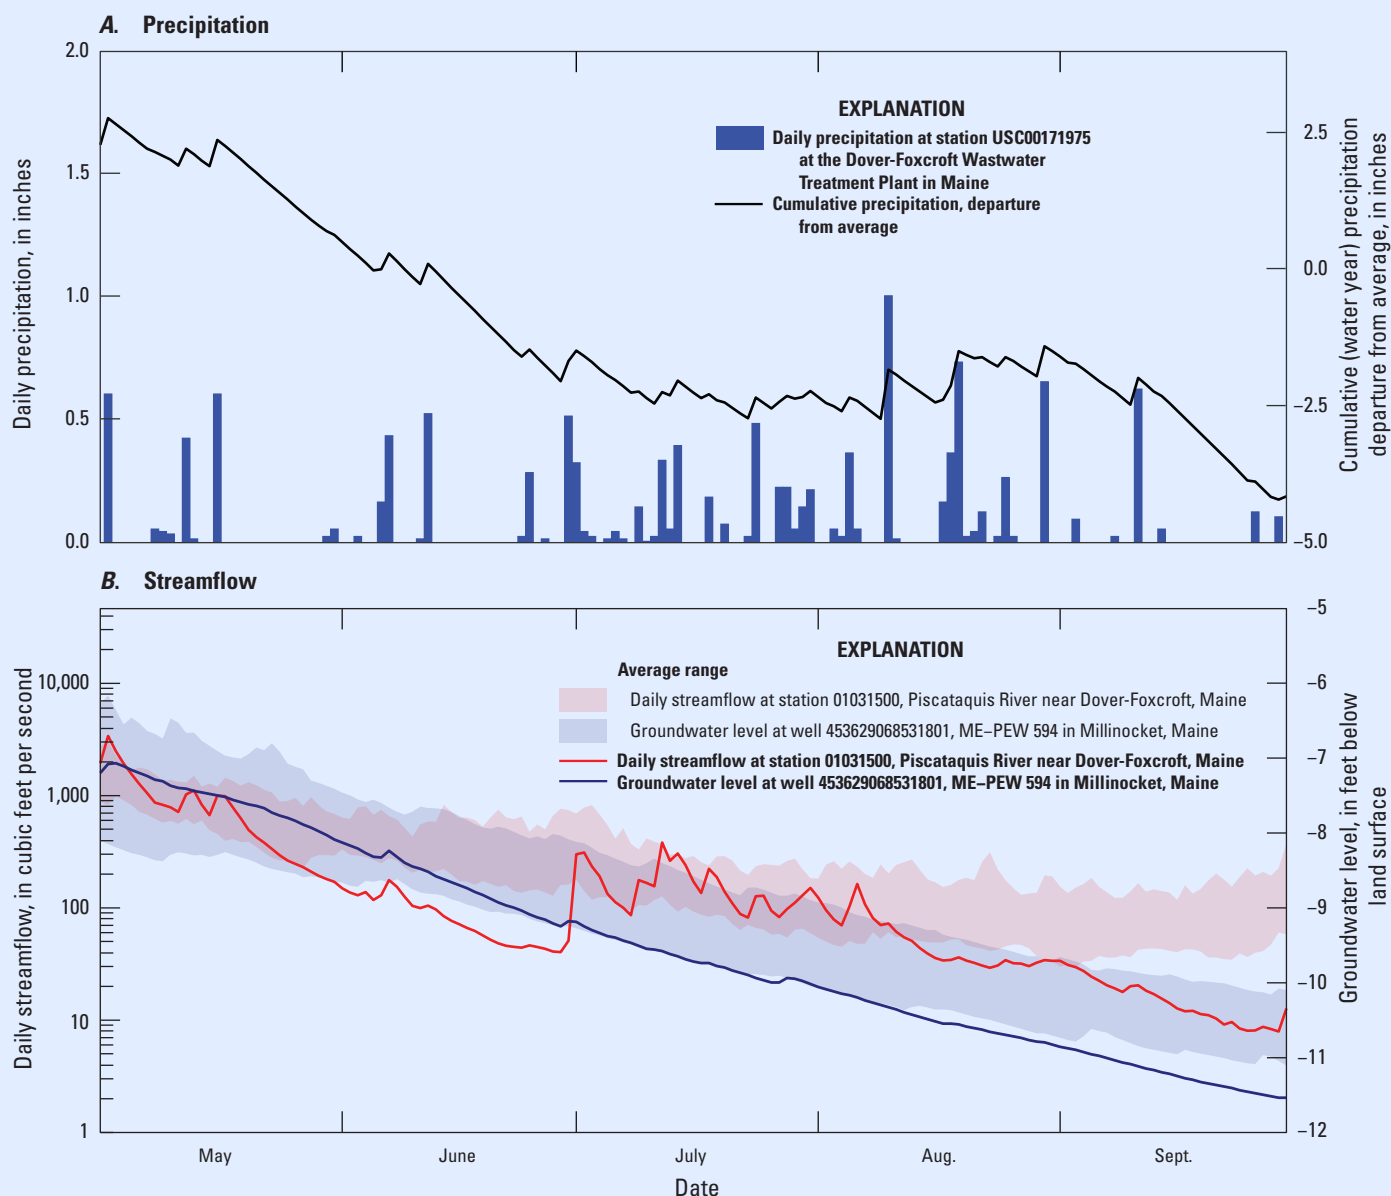 A. Precipitation
2.0
1.5
1.0
0.5
0.0
Daily precipitation, in inches
EXPLANATION
Daily precipitation at station USC00171975
at the Dover-Foxcroft Wastwater
Treatment Plant in Maine
Cumulative precipitation, departure
from average
2.5
0.0
−2.5
−5.0
Cumulative (water year) precipitation
departure from average, in inches
B. Streamflow
10,000
1,000
100
10
1
Daily streamflow, in cubic feet per second
EXPLANATION
Average range
Daily streamflow at station 01031500, Piscataquis River near Dover-Foxcroft, Maine
Groundwater level at well 453629068531801, ME–PEW 594 in Millinocket, Maine
Daily streamflow at station 01031500, Piscataquis River near Dover-Foxcroft, Maine
Groundwater level at well 453629068531801, ME–PEW 594 in Millinocket, Maine
−5
−6
−7
−8
−9
−10
−11
−12
Groundwater level, in feet below
land surface
May June July Aug. Sept.
Date